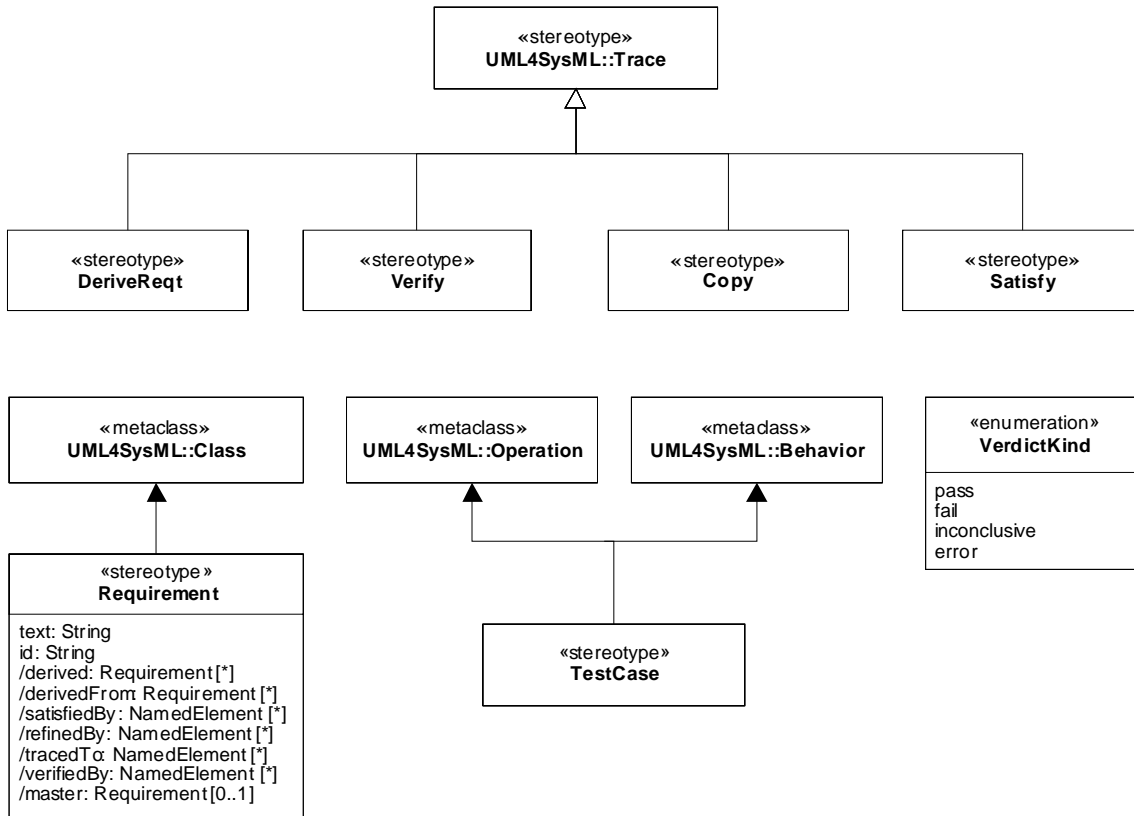 «stereotype»
UML4SysML::Trace
«stereotype»
DeriveReqt
«stereotype»
Verify
«stereotype»
Copy
«stereotype»
Satisfy
«metaclass»
UML4SysML::Class
«metaclass»
UML4SysML::Operation
«metaclass»
UML4SysML::Behavior
«enumeration»
VerdictKind
pass
fail
inconclusive
error
«stereotype»
Requirement
text: String
id: String
/derived: Requirement [*]
/derivedFrom: Requirement [*]
/satisfiedBy: NamedElement [*]
/refinedBy: NamedElement [*]
/tracedTo: NamedElement [*]
/verifiedBy: NamedElement [*]
/master: Requirement [0..1]
«stereotype»
TestCase